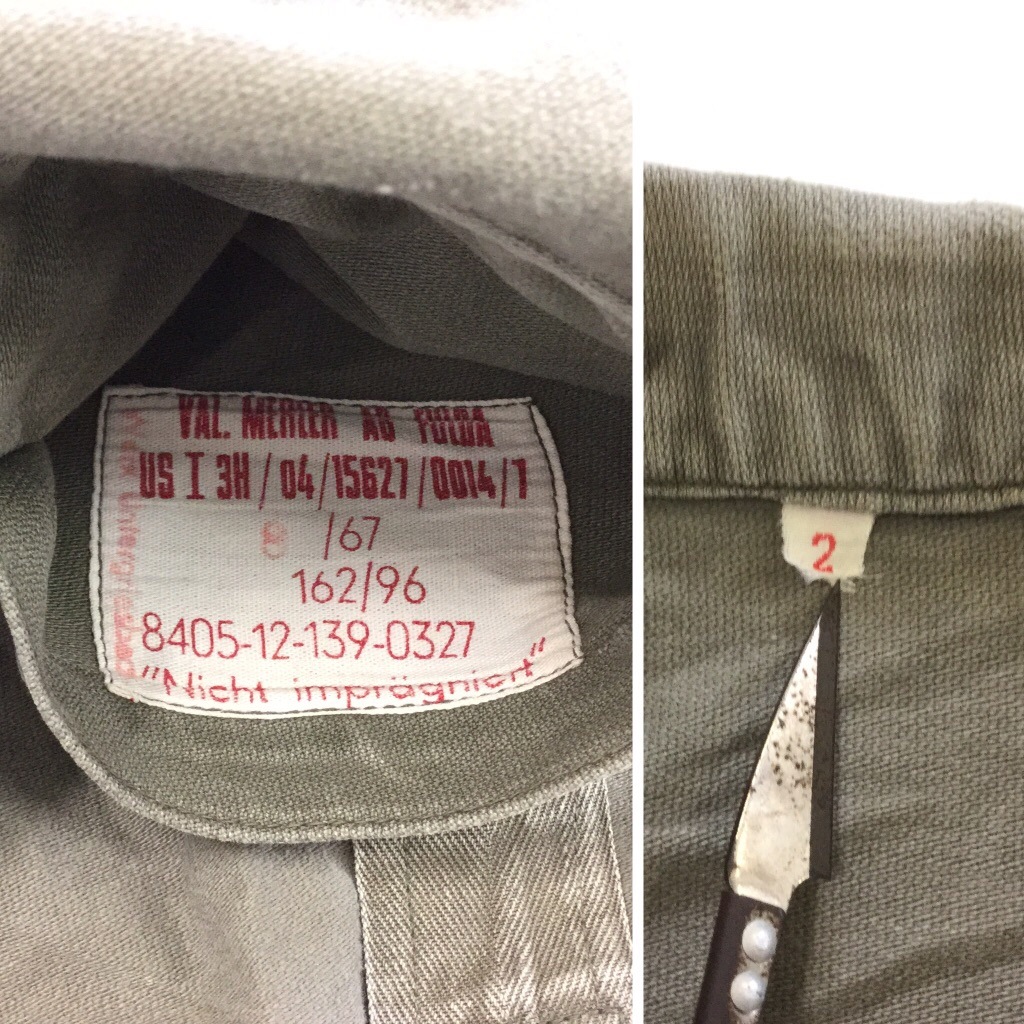 VAL. MEHLER AG FULDA
US I 3H / 04 / 15627 / 0014 / 7
/67
162/96
8405-12-139-0327
"Nicht imprägniert"
2